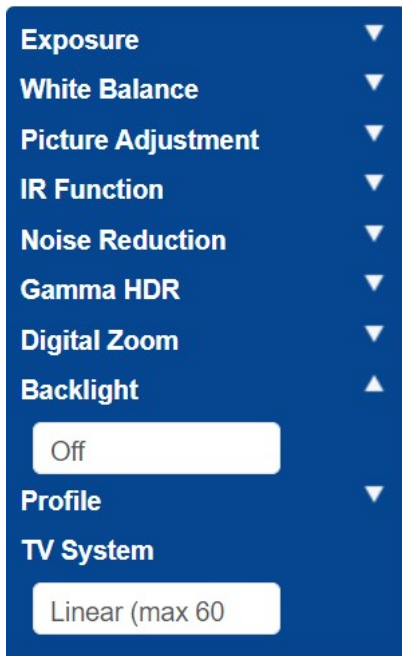 Exposure
White Balance
Picture Adjustment
IR Function
Noise Reduction
Gamma HDR
Digital Zoom
Backlight
Off
Profile
TV System
Linear (max 60